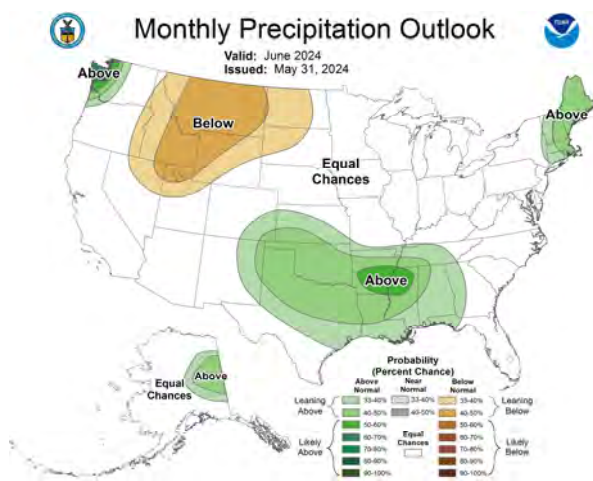 Monthly Precipitation Outlook
Valid: June 2024
Issued: May 31, 2024
Above
Below
Above
Equal
Chances
Above
Equal
Chances
Above
Probability
(Percent Chance)
Above
Normal
Near
Normal
Below
Normal
Leaning
Above
33-40%
33-40%
33-40%
Leaning
Below
40-50%
40-50%
40-50%
Likely
Above
50-60%
Equal
Chances
50-60%
Likely
Below
60-70%
60-70%
70-80%
70-80%
80-90%
80-90%
90-100%
90-100%